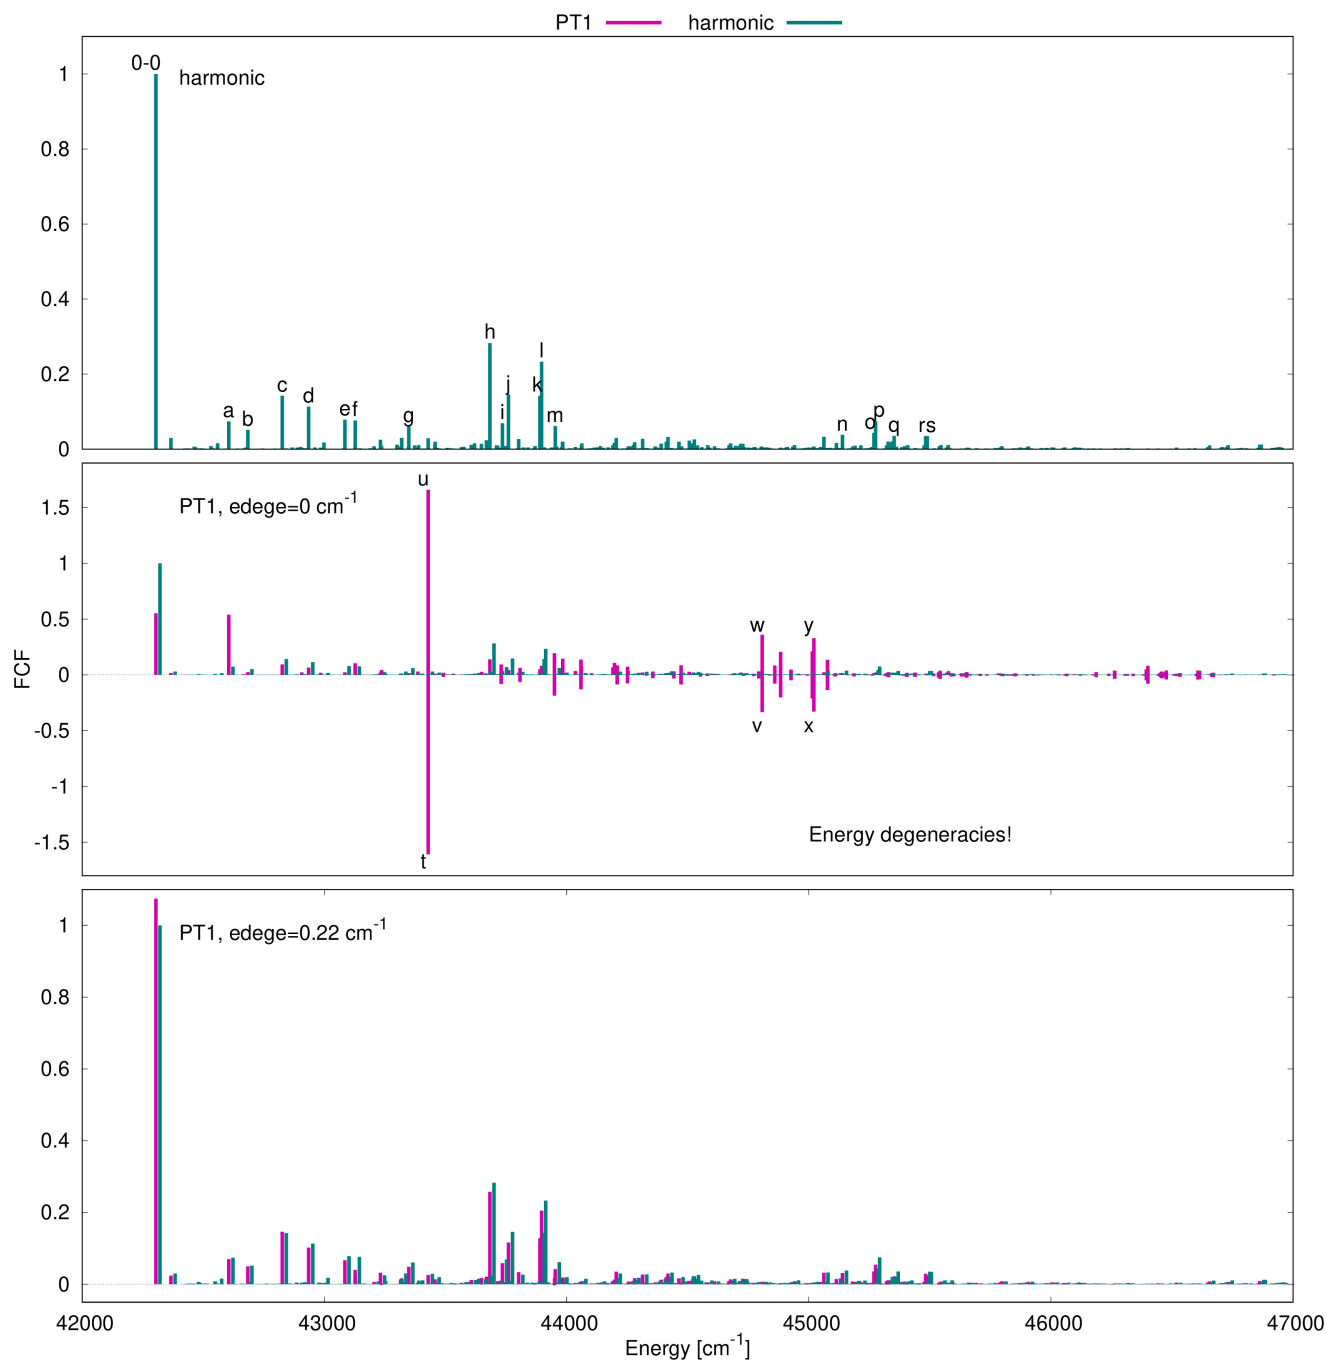 PT1 harmonic
0-0
harmonic
1
0.8
0.6
0.4
0.2
0
a
b
c
d
e f
g
h
i
j
k
l
m
n
o
p
q
rs
PT1, edege=0 cm-1
u
1.5
1
0.5
0
-0.5
-1
-1.5
FCF
w
y
v
x
t
Energy degeneracies!
PT1, edege=0.22 cm-1
1
0.8
0.6
0.4
0.2
0
42000 43000 44000 45000 46000 47000
Energy [cm-1]